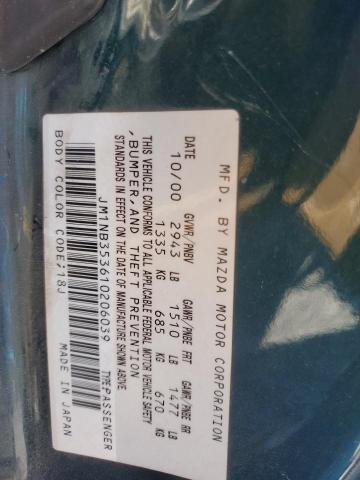 MFD. BY MAZDA MOTOR CORPORATION
DATE GVWR/PNBV GAWR/PNBE FRT GAWR/PNBE RR
10/00 2943 LB 1510 LB 1477 LB
1335 KG 685 KG 670 KG
THIS VEHICLE CONFORMS TO ALL APPLICABLE FEDERAL MOTOR VEHICLE SAFETY
, BUMPER, AND THEFT PREVENTION
STANDARDS IN EFFECT ON THE DATE OF MANUFACTURE SHOWN ABOVE.
JM1NB353610206039 TYPE:PASSENGER
BODY COLOR CODE:18J MADE IN JAPAN